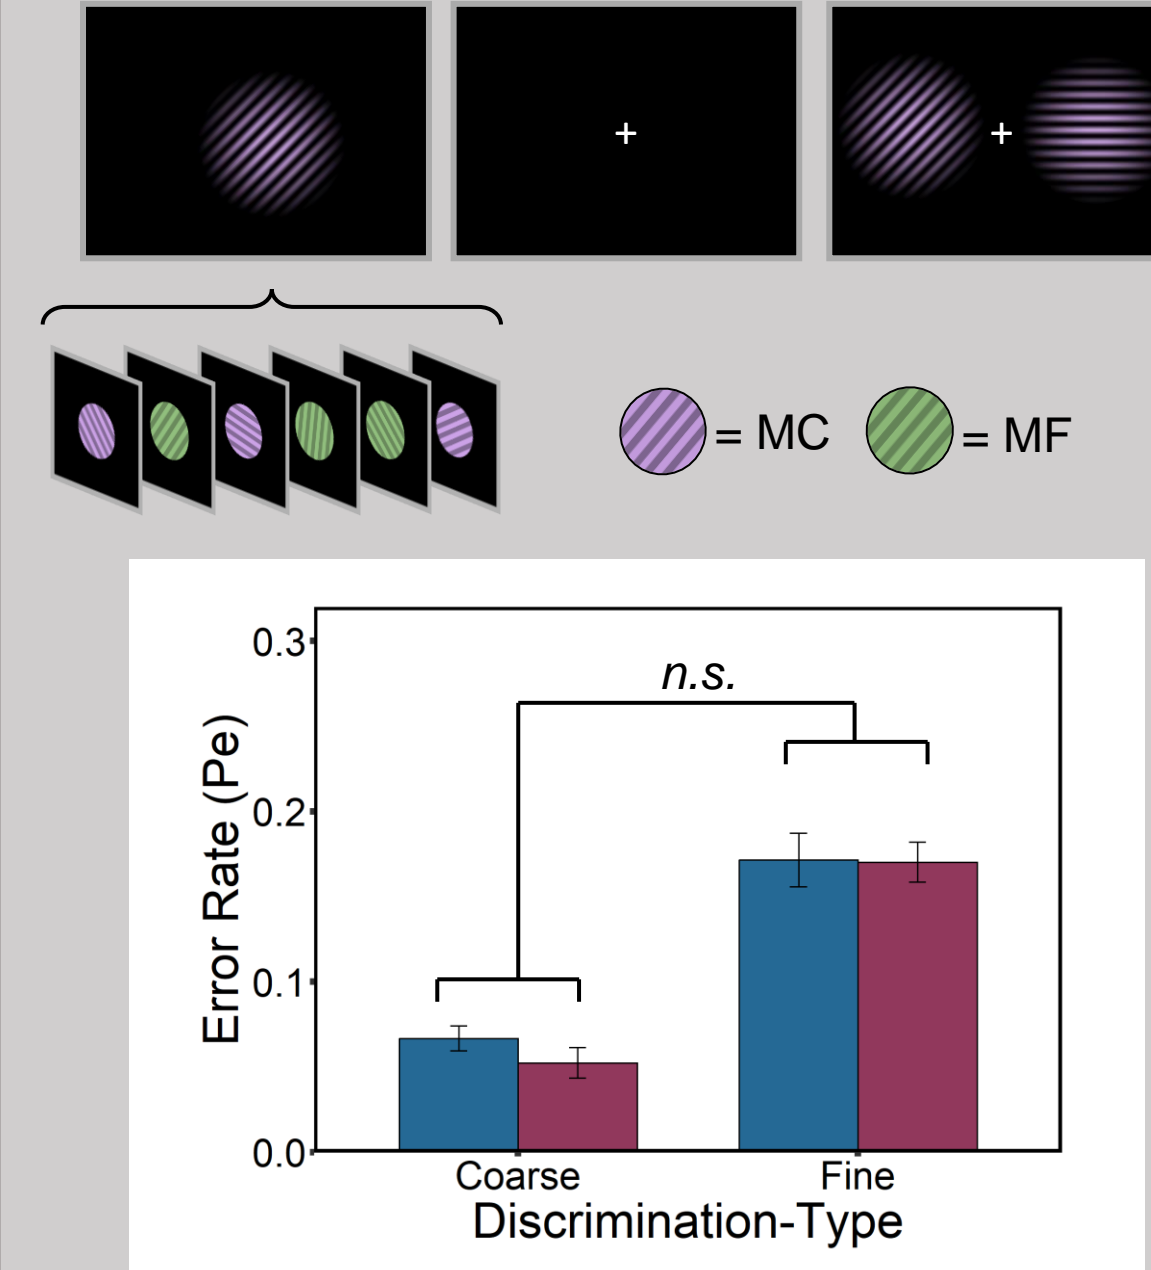 +
+
= MC
= MF
n.s.
0.3
0.2
0.1
0.0
Error Rate (Pe)
Coarse
Fine
Discrimination-Type